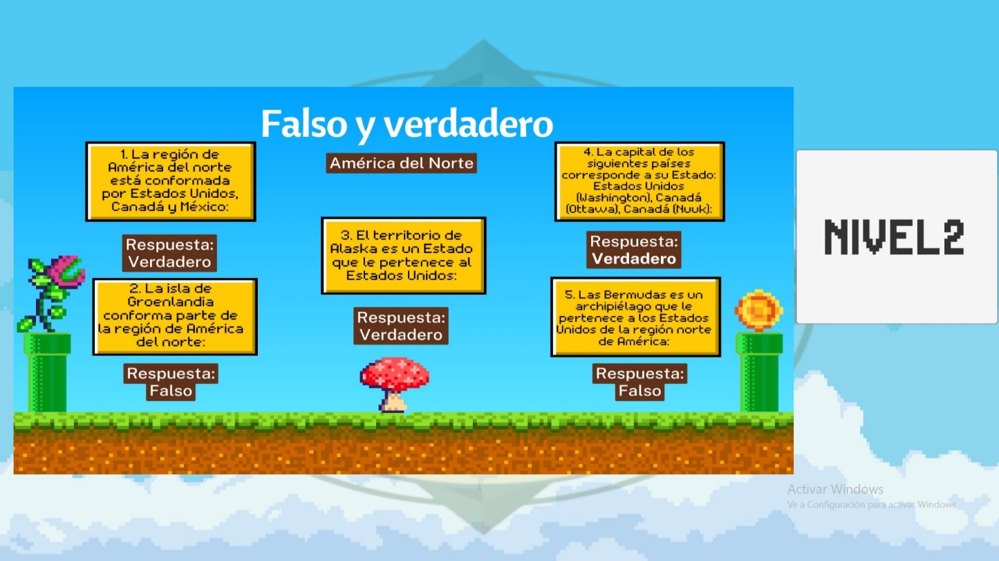 Falso y verdadero
América del Norte
1. La región de
América del norte
está conformada
por Estados Unidos,
Canadá y México:
Respuesta:
Verdadero
2. La isla de
Groenlandia
conforma parte de
la región de América
del norte:
Respuesta:
Falso
3. El territorio de
Alaska es un Estado
que le pertenece al
Estados Unidos:
Respuesta:
Verdadero
4. La capital de los
siguientes países
corresponde a su Estado:
Estados Unidos
(Washington), Canadá
(Ottawa), Canadá (Nuuk):
Respuesta:
Verdadero
5. Las Bermudas es un
archipiélago que le
pertenece a los Estados
Unidos de la región norte
de América:
Respuesta:
Falso
NIVEL2
Activar Windows
Ve a Configuración para activar Windows.